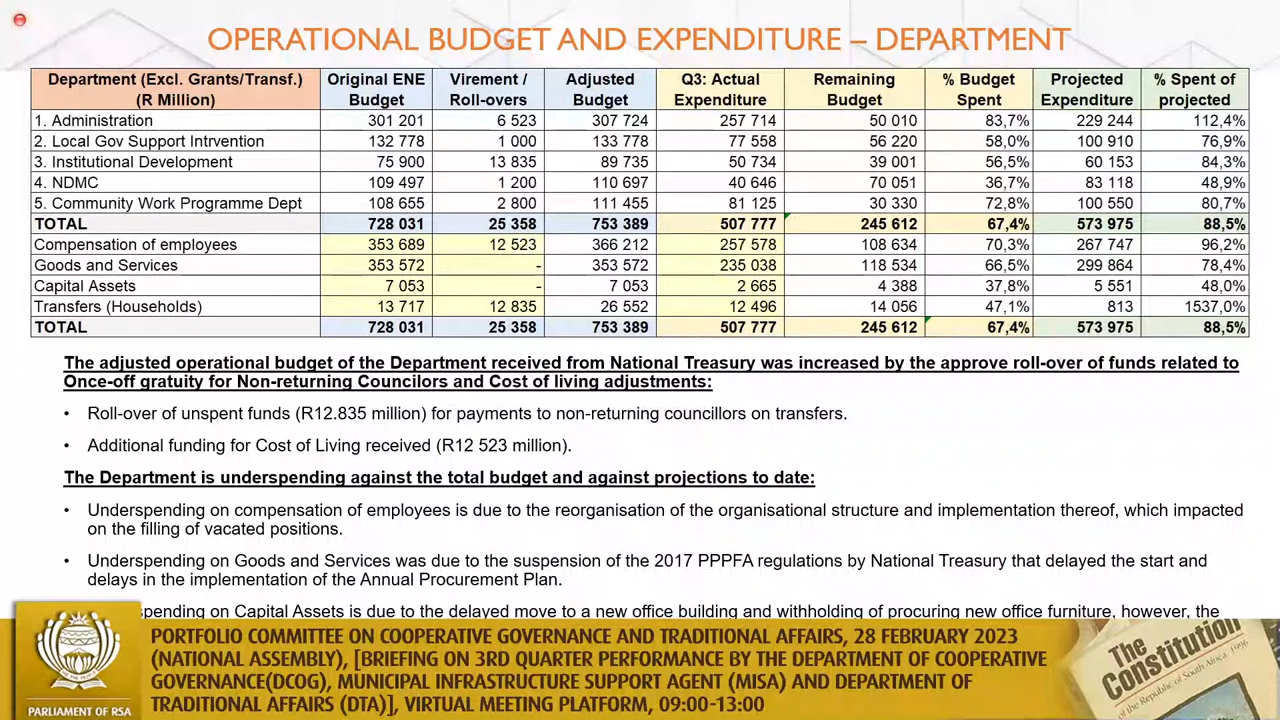 OPERATIONAL BUDGET AND EXPENDITURE – DEPARTMENT
Department (Excl. Grants/Transf.) (R Million) Original ENE Budget Virement / Roll-overs Adjusted Budget Q3: Actual Expenditure Remaining Budget % Budget Spent Projected Expenditure % Spent of projected
1. Administration 301 201 6 523 307 724 257 714 50 010 83,7% 229 244 112,4%
2. Local Gov Support Intrvention 132 778 1 000 133 778 77 558 56 220 58,0% 100 910 76,9%
3. Institutional Development 75 900 13 835 89 735 50 734 39 001 56,5% 60 153 84,3%
4. NDMC 109 497 1 200 110 697 40 646 70 051 36,7% 83 118 48,9%
5. Community Work Programme Dept 108 655 2 800 111 455 81 125 30 330 72,8% 100 550 80,7%
TOTAL 728 031 25 358 753 389 507 777 245 612 67,4% 573 975 88,5%
Compensation of employees 353 689 12 523 366 212 257 578 108 634 70,3% 267 747 96,2%
Goods and Services 353 572 - 353 572 235 038 118 534 66,5% 299 864 78,4%
Capital Assets 7 053 - 7 053 2 665 4 388 37,8% 5 551 48,0%
Transfers (Households) 13 717 12 835 26 552 12 496 14 056 47,1% 813 1537,0%
TOTAL 728 031 25 358 753 389 507 777 245 612 67,4% 573 975 88,5%
The adjusted operational budget of the Department received from National Treasury was increased by the approve roll-over of funds related to
Once-off gratuity for Non-returning Councilors and Cost of living adjustments:
• Roll-over of unspent funds (R12.835 million) for payments to non-returning councillors on transfers.
• Additional funding for Cost of Living received (R12 523 million).
The Department is underspending against the total budget and against projections to date:
• Underspending on compensation of employees is due to the reorganisation of the organisational structure and implementation thereof, which impacted
on the filling of vacated positions.
• Underspending on Goods and Services was due to the suspension of the 2017 PPPFA regulations by National Treasury that delayed the start and
delays in the implementation of the Annual Procurement Plan.
spending on Capital Assets is due to the delayed move to a new office building and withholding of procuring new office furniture, however, the
PORTFOLIO COMMITTEE ON COOPERATIVE GOVERNANCE AND TRADITIONAL AFFAIRS, 28 FEBRUARY 2023
(NATIONAL ASSEMBLY), [BRIEFING ON 3RD QUARTER PERFORMANCE BY THE DEPARTMENT OF COOPERATIVE
GOVERNANCE(DCOG), MUNICIPAL INFRASTRUCTURE SUPPORT AGENT (MISA) AND DEPARTMENT OF
TRADITIONAL AFFAIRS (DTA)], VIRTUAL MEETING PLATFORM, 09:00-13:00
PARLIAMENT OF RSA
The
Constitution
of the Republic of South Africa, 1996